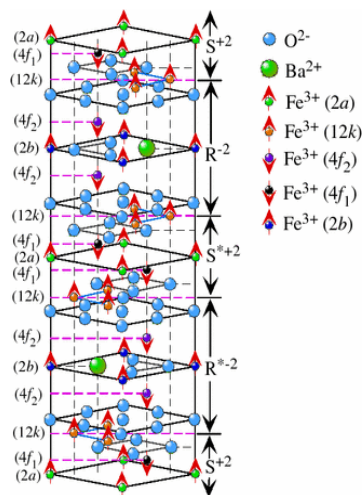 (2a)
(4f₁)
(12k)
(4f₂)
(2b)
(4f₂)
(12k)
(4f₁)
(2a)
(4f₁)
(12k)
(4f₂)
(2b)
(4f₂)
(12k)
(4f₁)
(2a)
S⁺²
R⁻²
S*⁺²
R*⁻²
S⁺²
O²⁻
Ba²⁺
Fe³⁺ (2a)
Fe³⁺ (12k)
Fe³⁺ (4f₂)
Fe³⁺ (4f₁)
Fe³⁺ (2b)